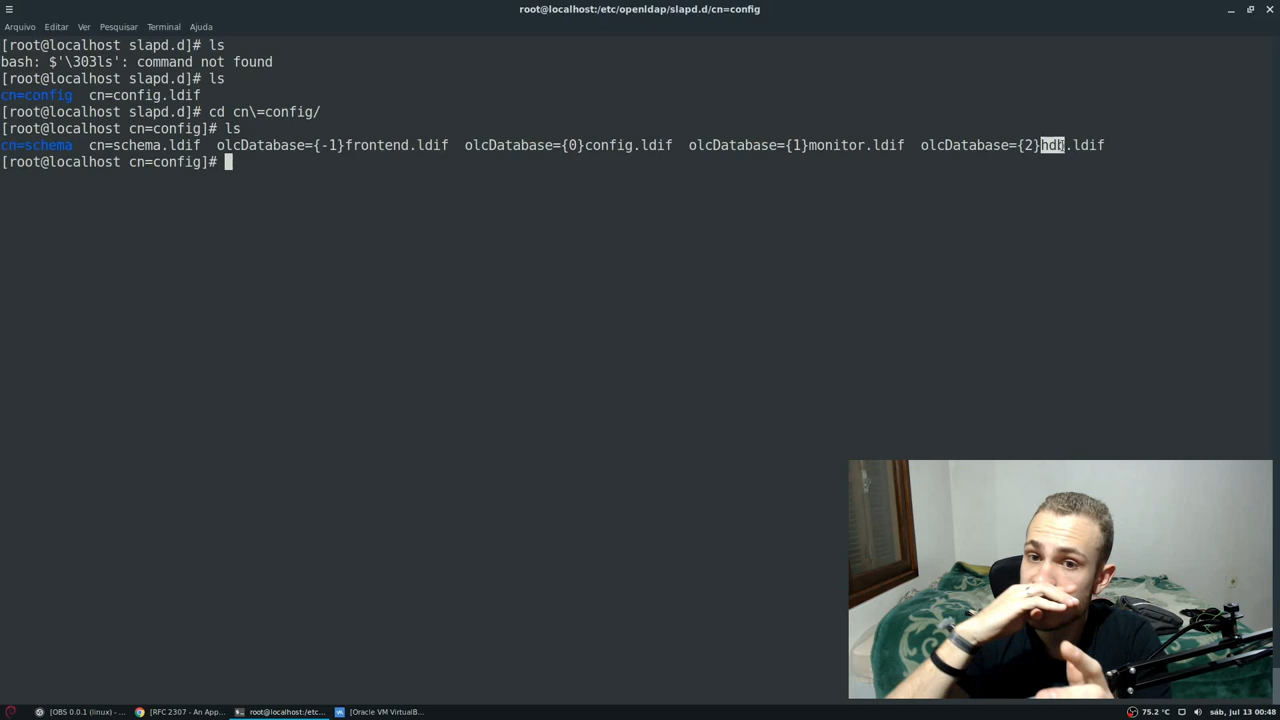 root@localhost:/etc/openldap/slapd.d/cn=config
Arquivo Editar Ver Pesquisar Terminal Ajuda
[root@localhost slapd.d]# ls
bash: $'\303ls': command not found
[root@localhost slapd.d]# ls
cn=config  cn=config.ldif
[root@localhost slapd.d]# cd cn\=config/
[root@localhost cn=config]# ls
cn=schema  cn=schema.ldif  olcDatabase={-1}frontend.ldif  olcDatabase={0}config.ldif  olcDatabase={1}monitor.ldif  olcDatabase={2}hdb.ldif
[root@localhost cn=config]#
[OBS 0.0.1 (linux) - ... [RFC 2307 - An App... root@localhost:/etc... [Oracle VM VirtualB... 75.2 °C sáb, jul 13 00:48